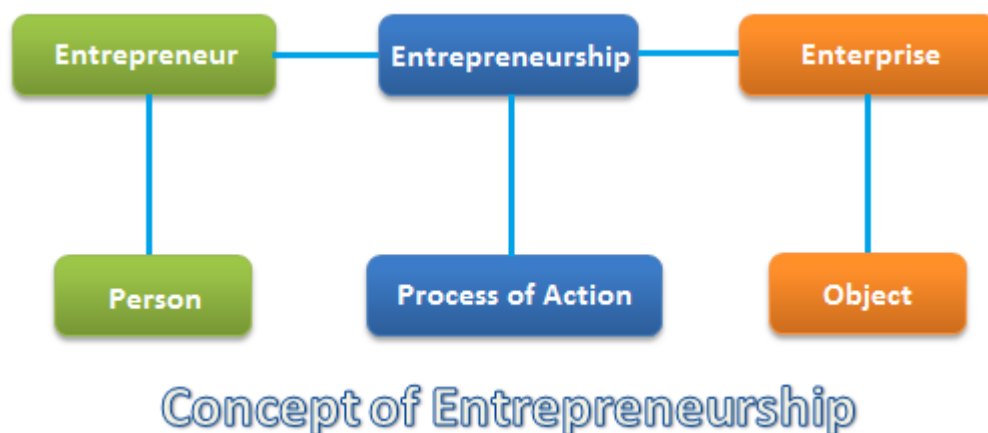 Entrepreneur
Entrepreneurship
Enterprise
Person
Process of Action
Object
Concept of Entrepreneurship